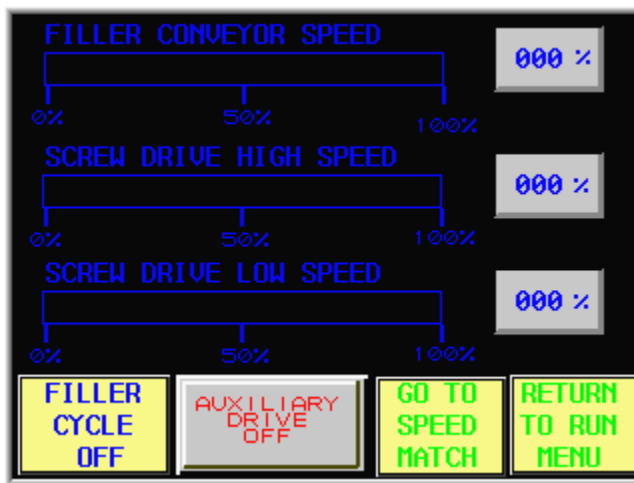 FILLER CONVEYOR SPEED
000 %
0% 50% 100%
SCREW DRIVE HIGH SPEED
000 %
0% 50% 100%
SCREW DRIVE LOW SPEED
000 %
0% 50% 100%
FILLER
CYCLE
OFF
AUXILIARY
DRIVE
OFF
GO TO
SPEED
MATCH
RETURN
TO RUN
MENU